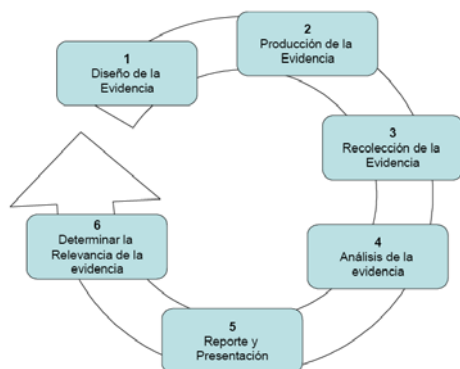 1
Diseño de la
Evidencia
2
Producción de la
Evidencia
3
Recolección de la
Evidencia
4
Análisis de la
evidencia
5
Reporte y
Presentación
6
Determinar la
Relevancia de la
evidencia